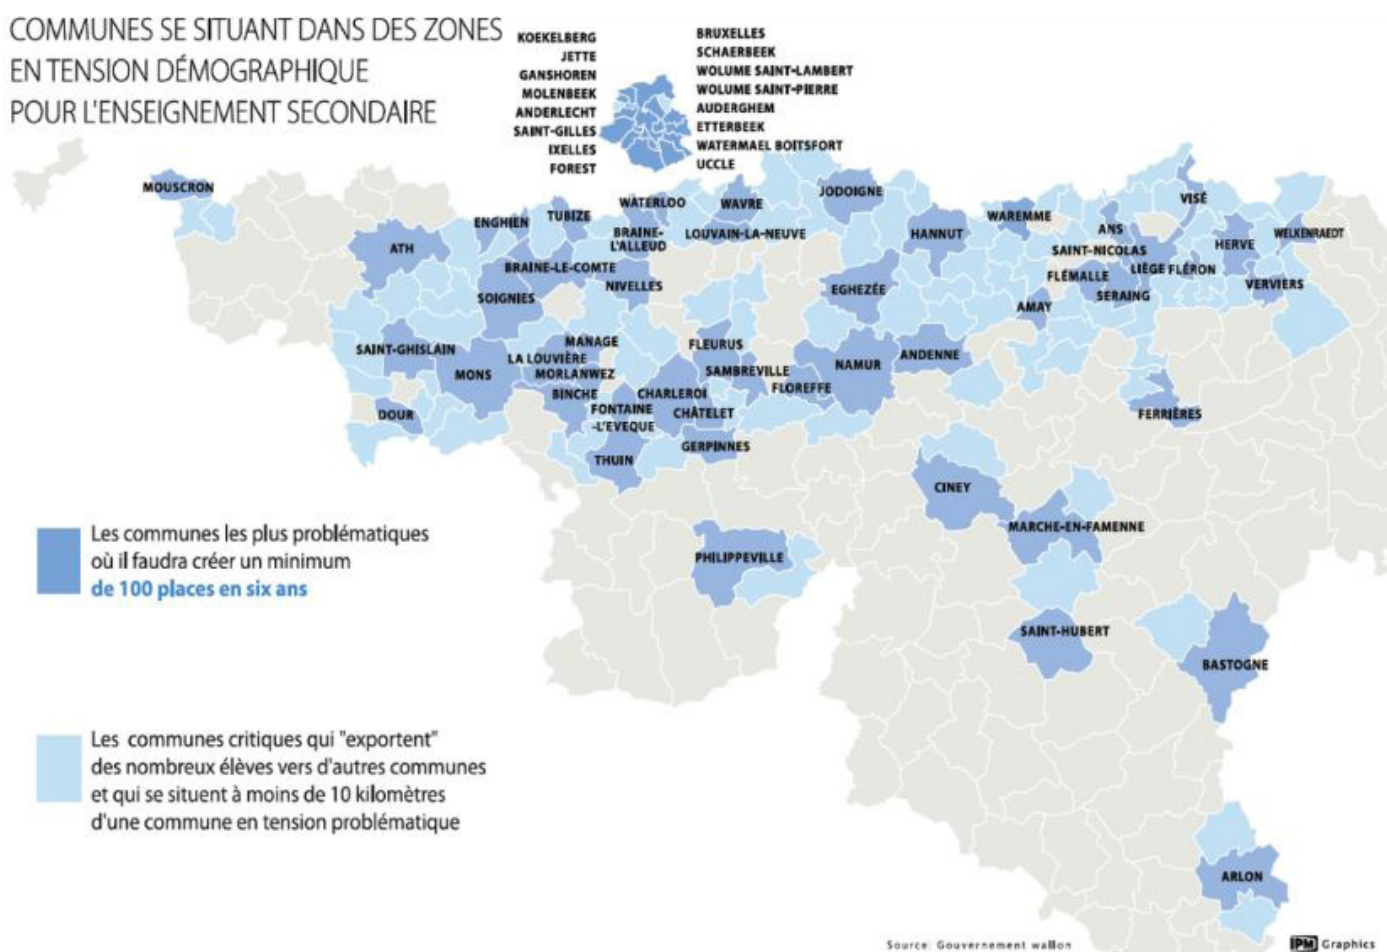 COMMUNES SE SITUANT DANS DES ZONES
EN TENSION DÉMOGRAPHIQUE
POUR L'ENSEIGNEMENT SECONDAIRE
KOEKELBERG
JETTE
GANSHOREN
MOLENBEEK
ANDERLECHT
SAINT-GILLES
IXELLES
FOREST
BRUXELLES
SCHAERBEEK
WOLUME SAINT-LAMBERT
WOLUME SAINT-PIERRE
AUDERGHEM
ETTERBEEK
WATERMAEL BOITSFORT
UCCLE
MOUSCRON
ATH
ENGHIEN
TUBIZE
WATERLOO
BRAINE-
L'ALLEUD
WAVRE
LOUVAIN-LA-NEUVE
JODOIGNE
HANNUT
WAREMME
ANS
VISÉ
SAINT-NICOLAS
LIÈGE
FLÉRON
HERVE
WELKENRAEDT
FLÉMALLE
SERAING
VERVIERS
AMAY
BRAINE-LE-COMTE
SOIGNIES
NIVELLES
EGHEZÉE
SAINT-GHISLAIN
MONS
MANAGE
LA LOUVIÈRE
MORLANWEZ
BINCHE
FLEURUS
SAMBREVILLE
CHARLEROI
CHÂTELET
FLOREFFE
NAMUR
ANDENNE
DOUR
FONTAINE
-L'EVEQUE
GERPINNES
THUIN
FERRIÈRES
CINEY
MARCHE-EN-FAMENNE
PHILIPPEVILLE
SAINT-HUBERT
BASTOGNE
ARLON
Les communes les plus problématiques
où il faudra créer un minimum
de 100 places en six ans
Les communes critiques qui "exportent"
des nombreux élèves vers d'autres communes
et qui se situent à moins de 10 kilomètres
d'une commune en tension problématique
Source: Gouvernement wallon
IPM Graphics